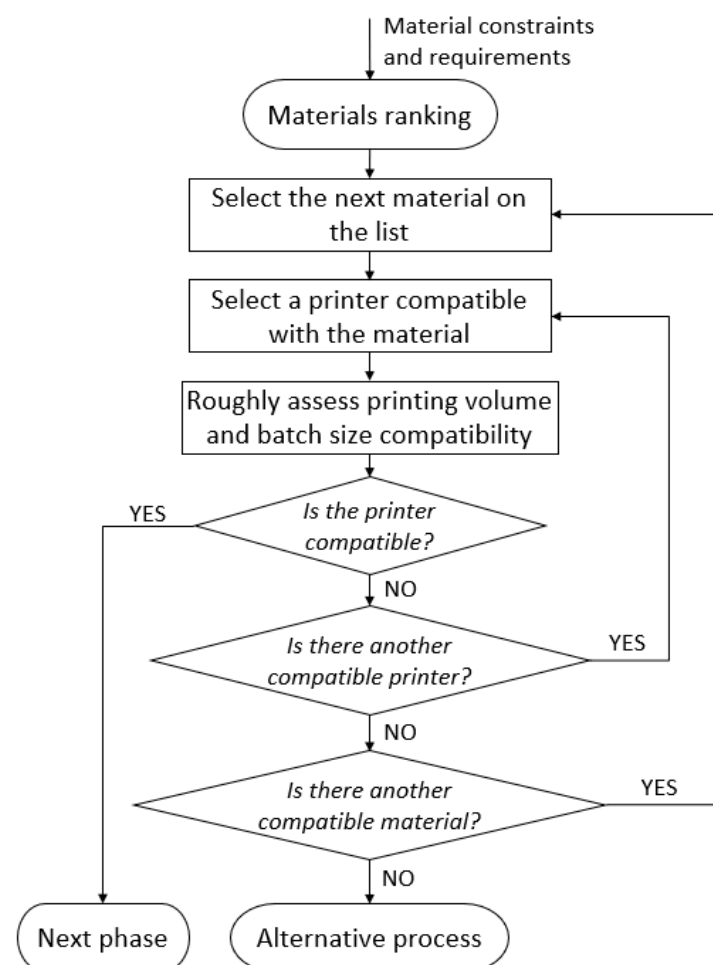 Material constraints
and requirements
Materials ranking
Select the next material on
the list
Select a printer compatible
with the material
Roughly assess printing volume
and batch size compatibility
YES
Is the printer
compatible?
NO
Is there another
compatible printer?
YES
NO
Is there another
compatible material?
YES
NO
Next phase
Alternative process